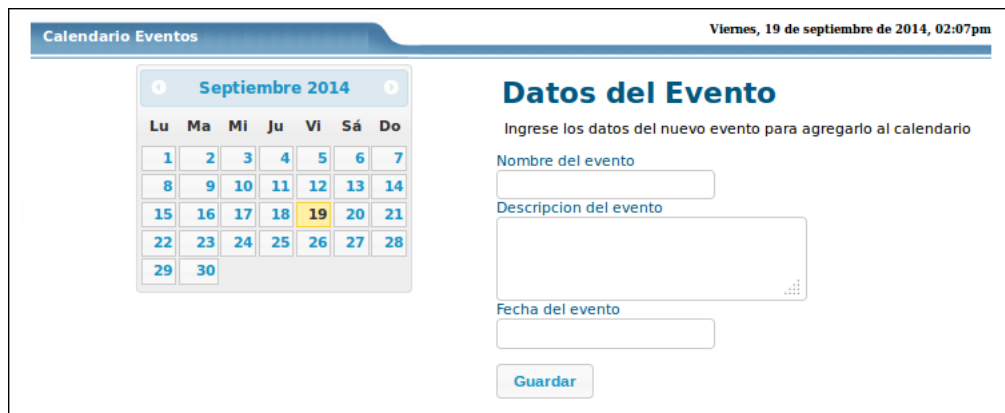 Calendario Eventos
Viernes, 19 de septiembre de 2014, 02:07pm
Septiembre 2014
Lu Ma Mi Ju Vi Sá Do
1 2 3 4 5 6 7
8 9 10 11 12 13 14
15 16 17 18 19 20 21
22 23 24 25 26 27 28
29 30
Datos del Evento
Ingrese los datos del nuevo evento para agregarlo al calendario
Nombre del evento
Descripcion del evento
Fecha del evento
Guardar